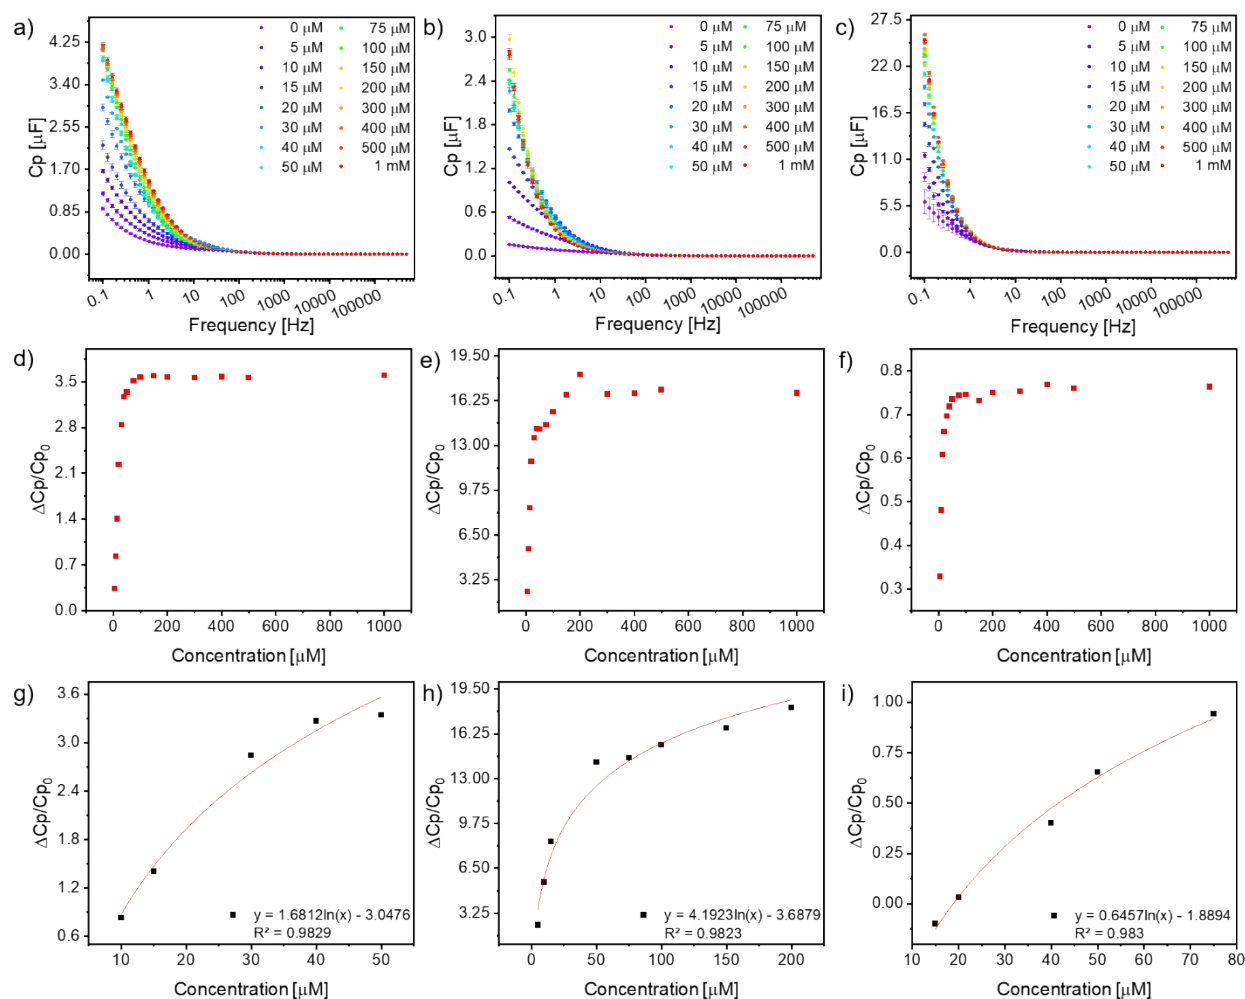 a)
Cp [μF]
4.25
3.40
2.55
1.70
0.85
0.00
0 μM 75 μM
5 μM 100 μM
10 μM 150 μM
15 μM 200 μM
20 μM 300 μM
30 μM 400 μM
40 μM 500 μM
50 μM 1 mM
0.1 1 10 100 1000 10000 100000
Frequency [Hz]
b)
Cp [μF]
3.0
2.4
1.8
1.2
0.6
0.0
0 μM 75 μM
5 μM 100 μM
10 μM 150 μM
15 μM 200 μM
20 μM 300 μM
30 μM 400 μM
40 μM 500 μM
50 μM 1 mM
0.1 1 10 100 1000 10000 100000
Frequency [Hz]
c)
Cp [μF]
27.5
22.0
16.5
11.0
5.5
0.0
0 μM 75 μM
5 μM 100 μM
10 μM 150 μM
15 μM 200 μM
20 μM 300 μM
30 μM 400 μM
40 μM 500 μM
50 μM 1 mM
0.1 1 10 100 1000 10000 100000
Frequency [Hz]
d)
ΔCp/Cp0
3.5
2.8
2.1
1.4
0.7
0.0
0 200 400 600 800 1000
Concentration [μM]
e)
ΔCp/Cp0
19.50
16.25
13.00
9.75
6.50
3.25
0 200 400 600 800 1000
Concentration [μM]
f)
ΔCp/Cp0
0.8
0.7
0.6
0.5
0.4
0.3
0 200 400 600 800 1000
Concentration [μM]
g)
ΔCp/Cp0
3.6
3.0
2.4
1.8
1.2
0.6
y = 1.6812ln(x) - 3.0476
R² = 0.9829
10 20 30 40 50
Concentration [μM]
h)
ΔCp/Cp0
19.50
16.25
13.00
9.75
6.50
3.25
y = 4.1923ln(x) - 3.6879
R² = 0.9823
0 50 100 150 200
Concentration [μM]
i)
ΔCp/Cp0
1.00
0.75
0.50
0.25
0.00
y = 0.6457ln(x) - 1.8894
R² = 0.983
10 20 30 40 50 60 70 80
Concentration [μM]